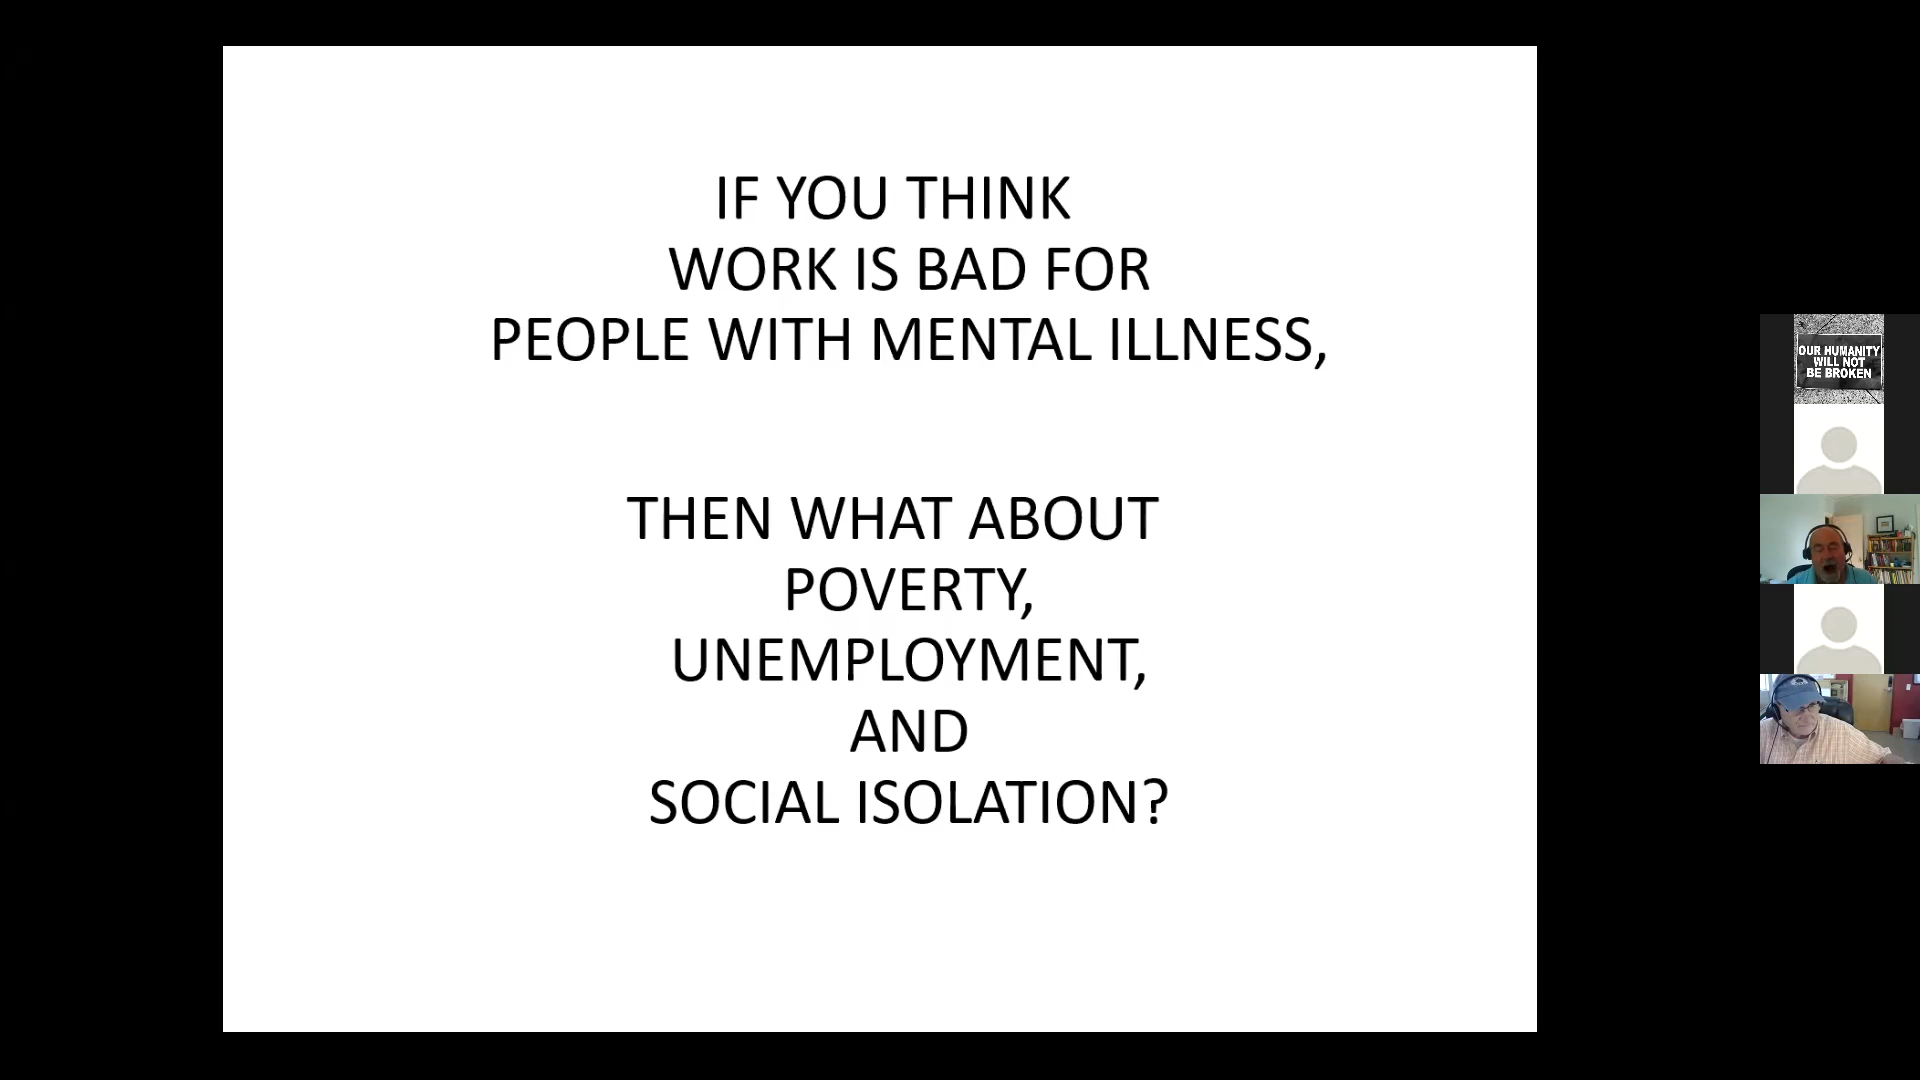 IF YOU THINK
WORK IS BAD FOR
PEOPLE WITH MENTAL ILLNESS,
THEN WHAT ABOUT
POVERTY,
UNEMPLOYMENT,
AND
SOCIAL ISOLATION?
OUR HUMANITY
WILL NOT
BE BROKEN